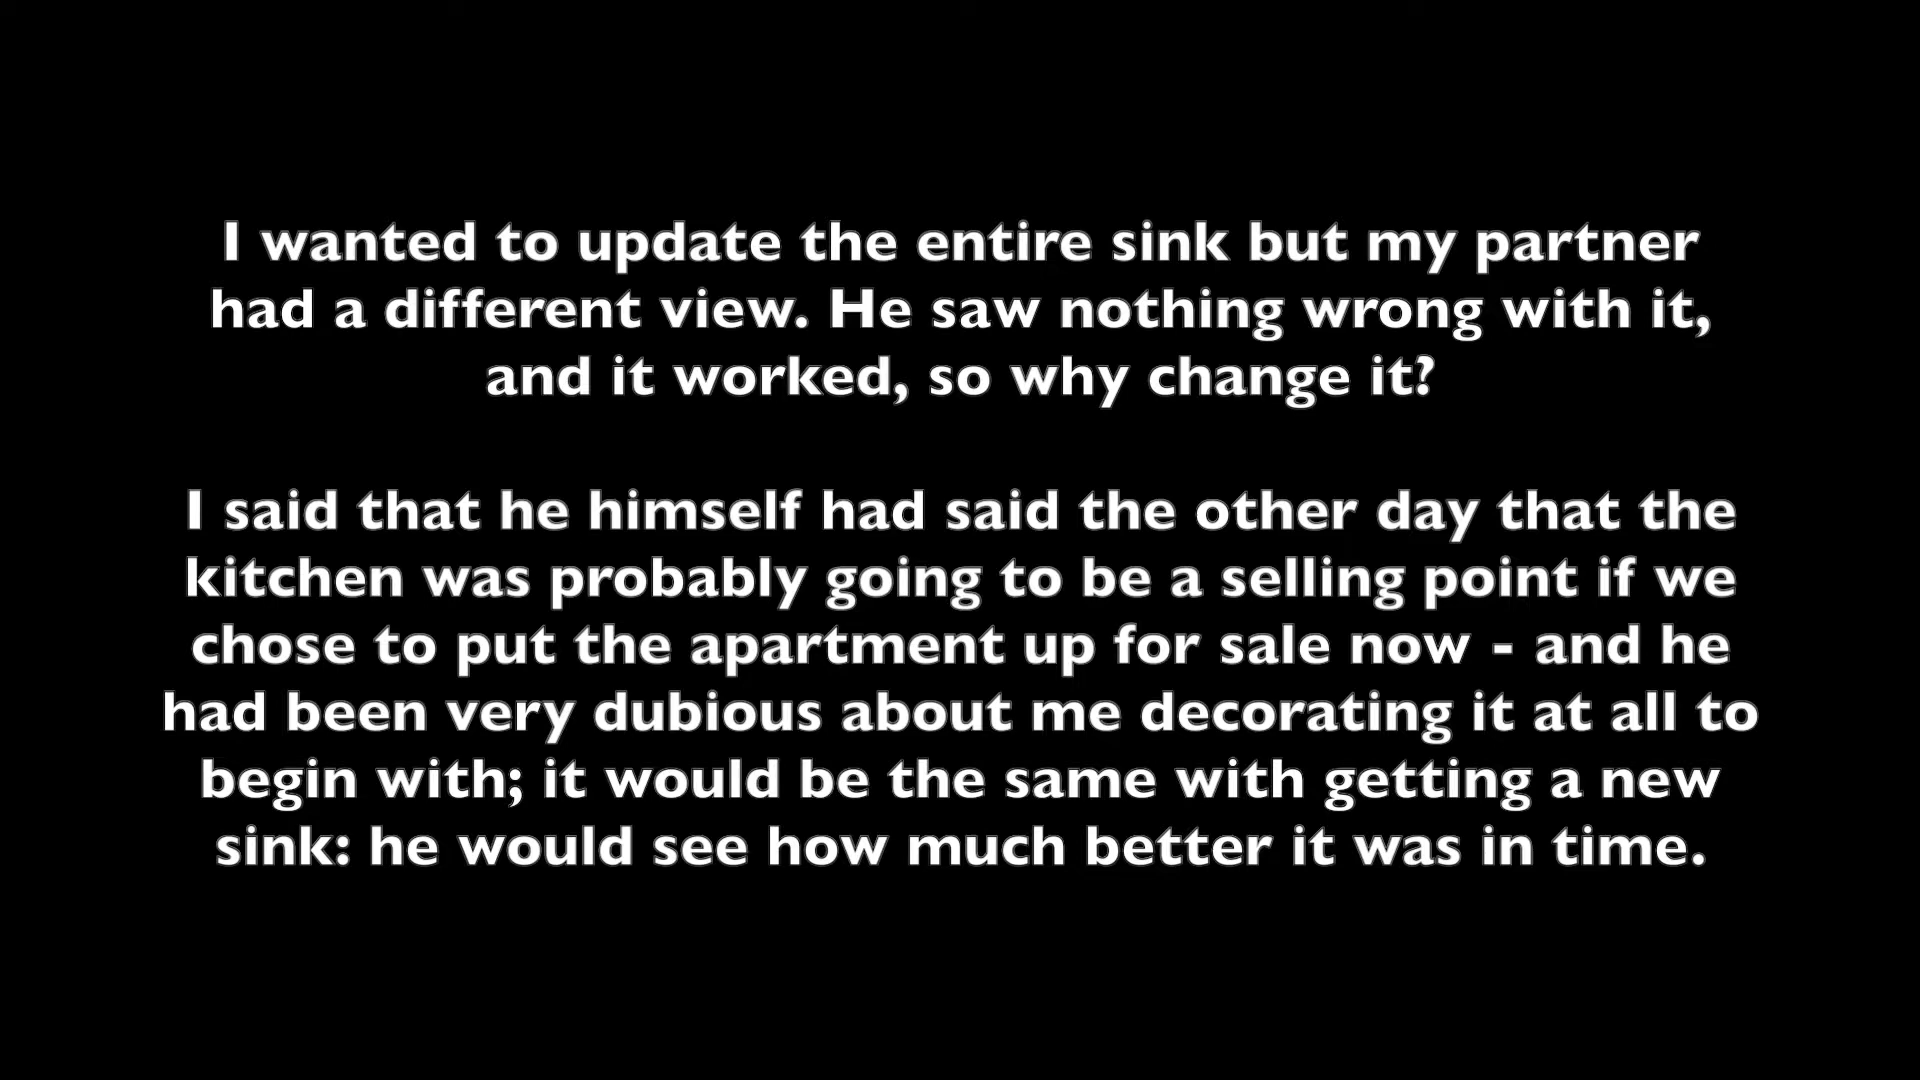 I wanted to update the entire sink but my partner
had a different view. He saw nothing wrong with it,
and it worked, so why change it?
I said that he himself had said the other day that the
kitchen was probably going to be a selling point if we
chose to put the apartment up for sale now - and he
had been very dubious about me decorating it at all to
begin with; it would be the same with getting a new
sink: he would see how much better it was in time.